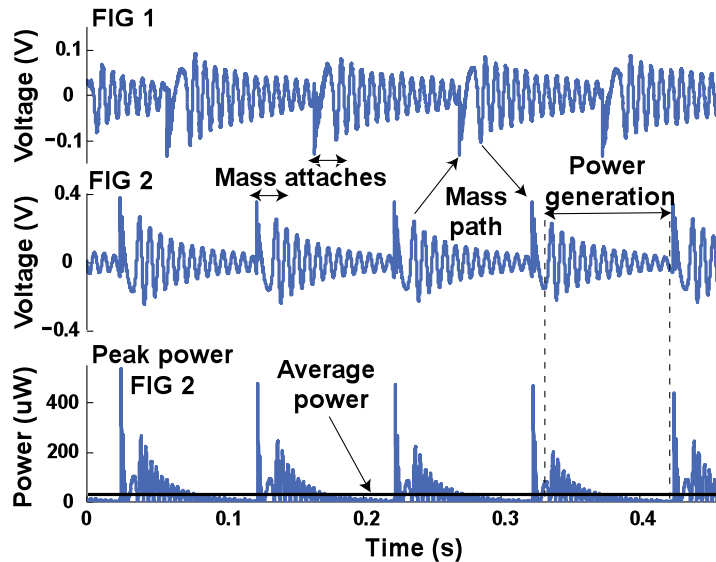 FIG 1
Voltage (V)
0.1
0
−0.1
Mass attaches
Power
generation
Mass
path
FIG 2
Voltage (V)
0.4
0
−0.4
Peak power
FIG 2
Average
power
Power (uW)
400
200
0
0
0.1
0.2
0.3
0.4
Time (s)